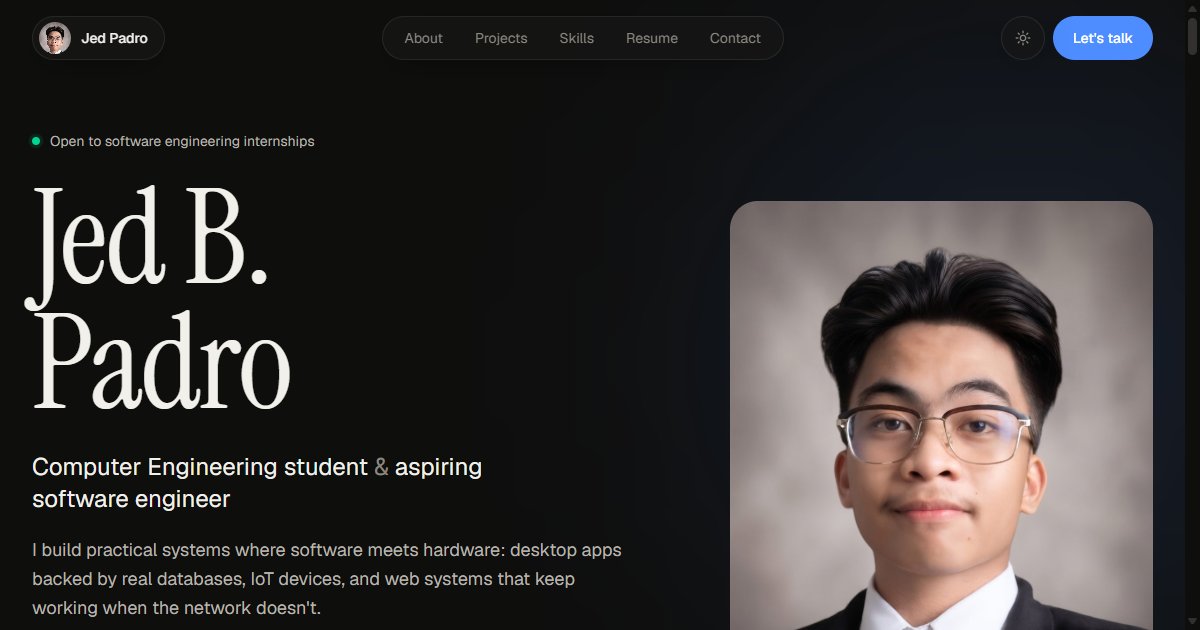 Jed Padro
About Projects Skills Resume Contact
Let's talk
Open to software engineering internships
Jed B.
Padro
Computer Engineering student & aspiring
software engineer
I build practical systems where software meets hardware: desktop apps
backed by real databases, IoT devices, and web systems that keep
working when the network doesn't.